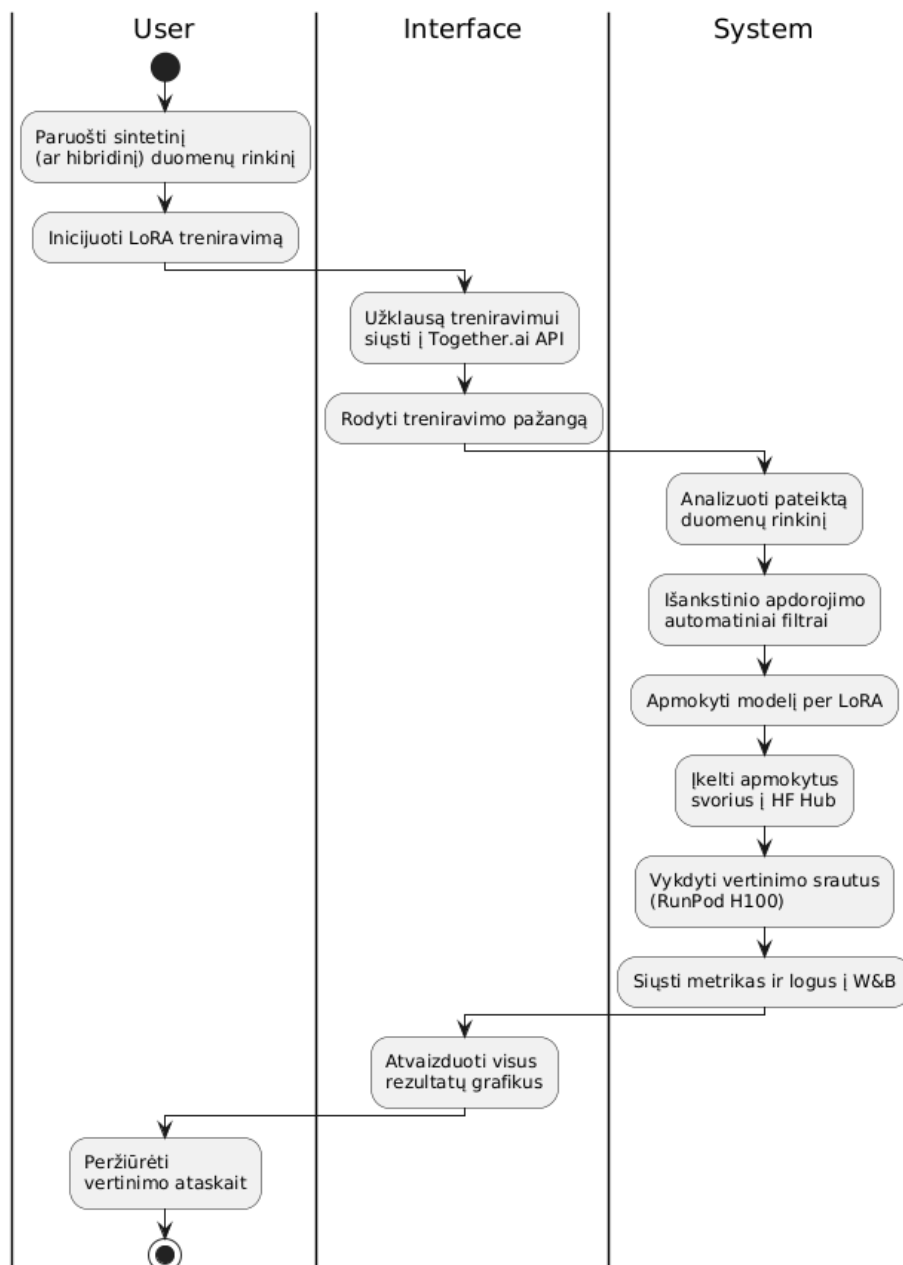 User
Interface
System
Paruošti sintetinį
(ar hibridinį) duomenų rinkinį
Inicijuoti LoRA treniravimą
Užklausą treniravimui
siųsti į Together.ai API
Rodyti treniravimo pažangą
Analizuoti pateiktą
duomenų rinkinį
Išankstinio apdorojimo
automatiniai filtrai
Apmokyti modelį per LoRA
Įkelti apmokytus
svorius į HF Hub
Vykdyti vertinimo srautus
(RunPod H100)
Siųsti metrikas ir logus į W&B
Atvaizduoti visus
rezultatų grafikus
Peržiūrėti
vertinimo ataskait